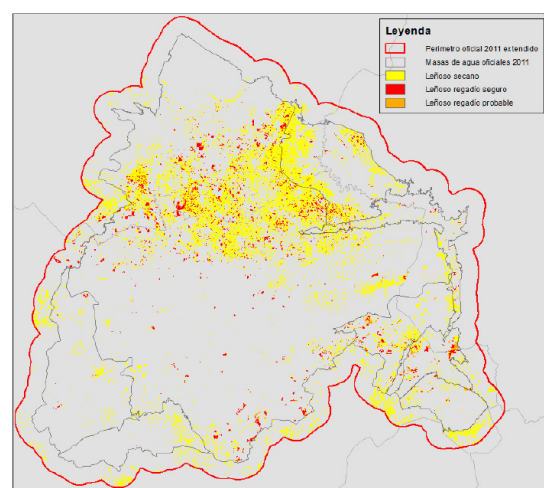 Leyenda
Perímetro oficial 2011 extendido
Masas de agua oficiales 2011
Leñoso secano
Leñoso regadío seguro
Leñoso regadío probable